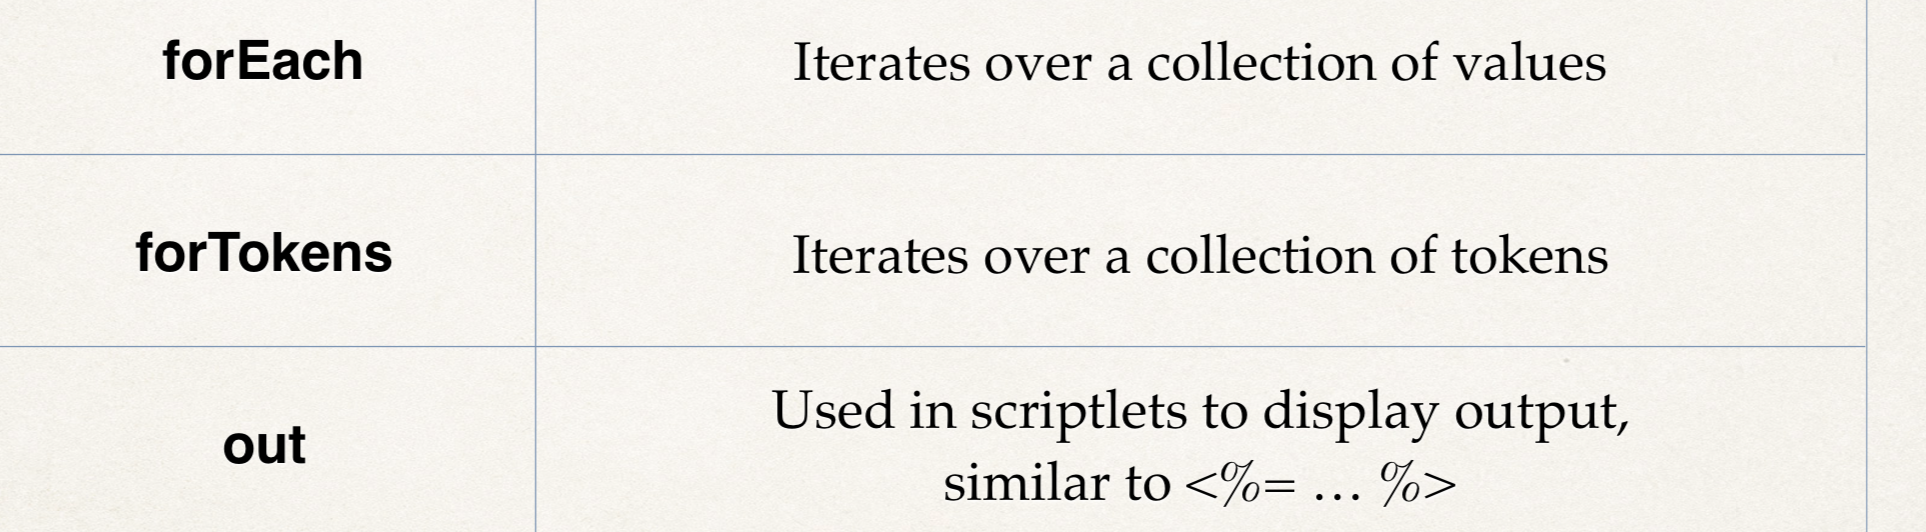 forEach
Iterates over a collection of values
forTokens
Iterates over a collection of tokens
out
Used in scriptlets to display output,
similar to <%= … %>